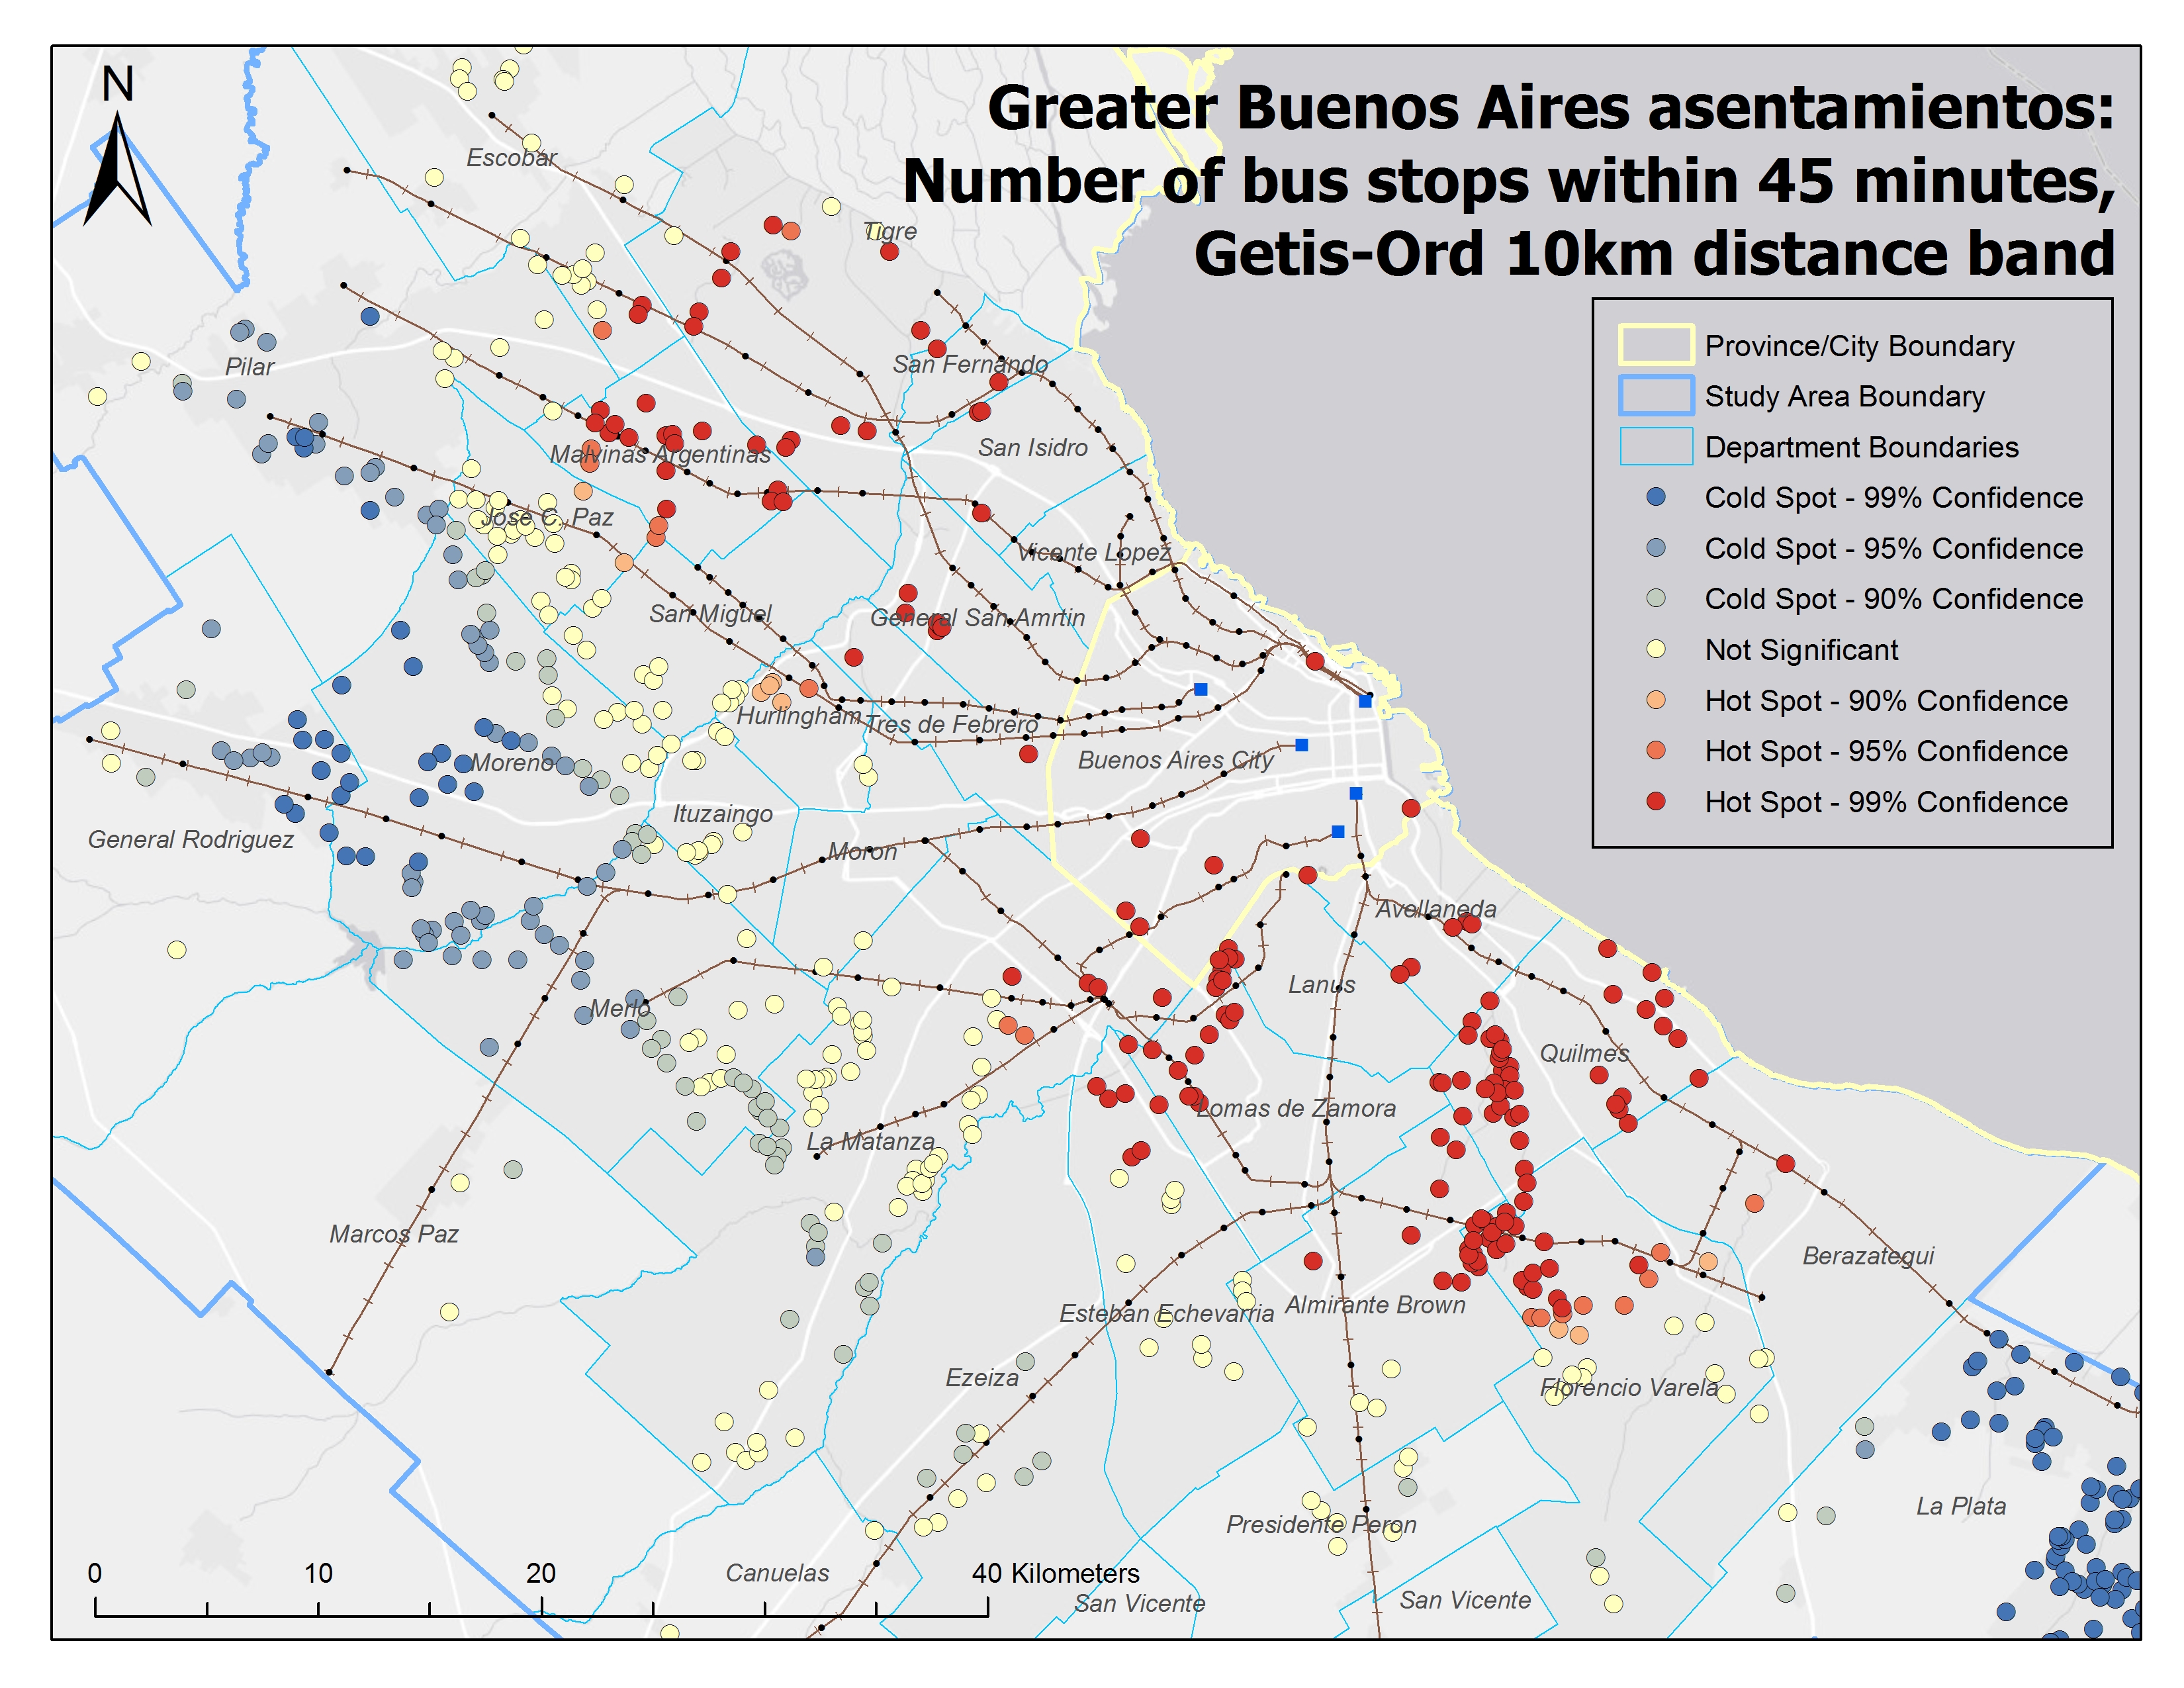 N
Greater Buenos Aires asentamientos:
Number of bus stops within 45 minutes,
Getis-Ord 10km distance band
Province/City Boundary
Study Area Boundary
Department Boundaries
Cold Spot - 99% Confidence
Cold Spot - 95% Confidence
Cold Spot - 90% Confidence
Not Significant
Hot Spot - 90% Confidence
Hot Spot - 95% Confidence
Hot Spot - 99% Confidence
Escobar
Tigre
Pilar
San Fernando
San Isidro
Malvinas Argentinas
Jose C. Paz
Vicente Lopez
San Miguel
General San Amrtin
Hurlingham
Tres de Febrero
Buenos Aires City
Moreno
Ituzaingo
General Rodriguez
Moron
Avellaneda
Lanus
Merlo
Quilmes
Lomas de Zamora
La Matanza
Marcos Paz
Berazategui
Esteban Echevarria
Almirante Brown
Ezeiza
Florencio Varela
La Plata
Presidente Peron
Canuelas
San Vicente
San Vicente
0 10 20 40 Kilometers